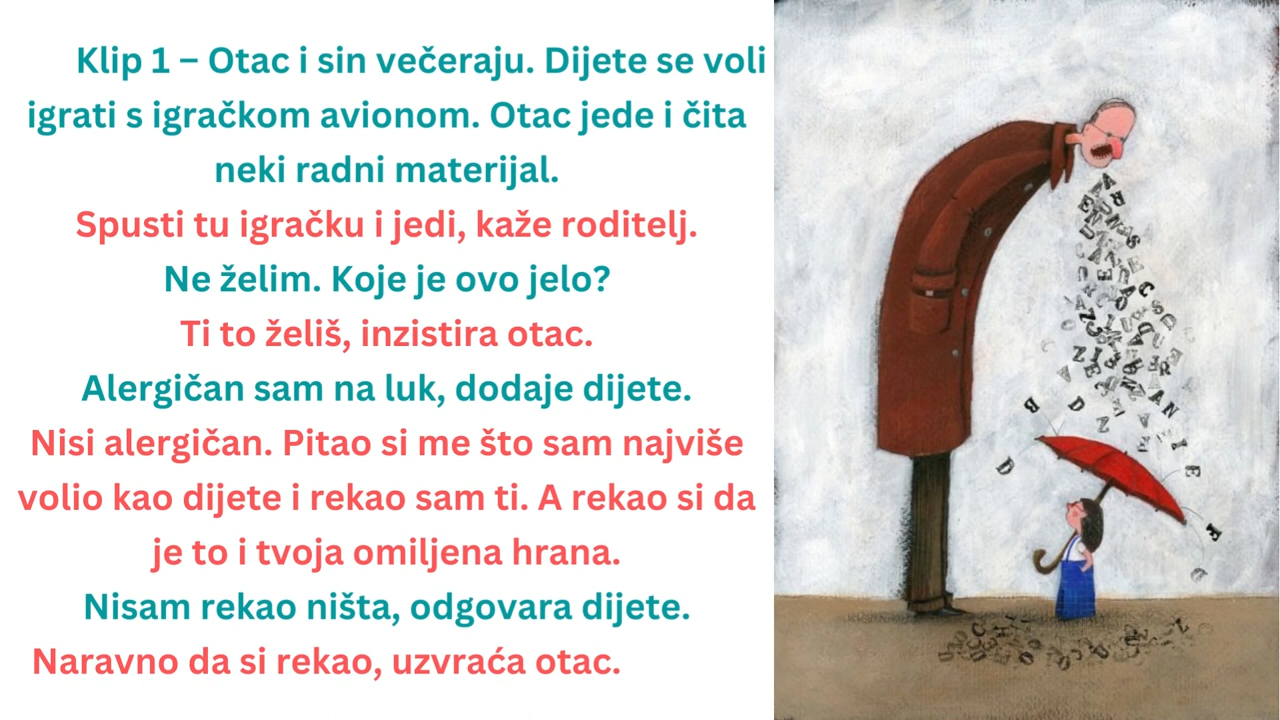 Klip 1 – Otac i sin večeraju. Dijete se voli
igrati s igračkom avionom. Otac jede i čita
neki radni materijal.
Spusti tu igračku i jedi, kaže roditelj.
Ne želim. Koje je ovo jelo?
Ti to želiš, inzistira otac.
Alergičan sam na luk, dodaje dijete.
Nisi alergičan. Pitao si me što sam najviše
volio kao dijete i rekao sam ti. A rekao si da
je to i tvoja omiljena hrana.
Nisam rekao ništa, odgovara dijete.
Naravno da si rekao, uzvraća otac.